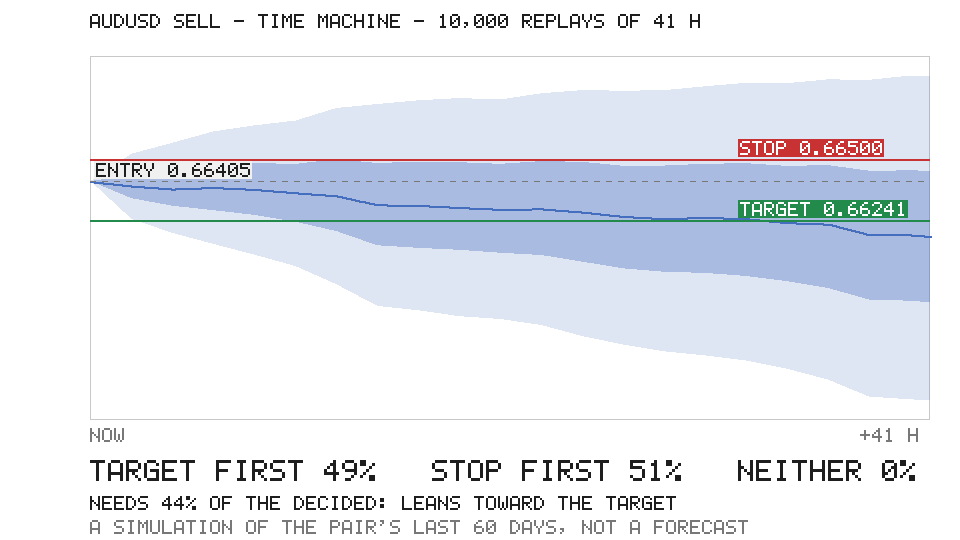 AUDUSD SELL - TIME MACHINE - 10,000 REPLAYS OF 41 H
STOP 0.66500
ENTRY 0.66405
TARGET 0.66241
NOW +41 H
TARGET FIRST 49% STOP FIRST 51% NEITHER 0%
NEEDS 44% OF THE DECIDED: LEANS TOWARD THE TARGET
A SIMULATION OF THE PAIR'S LAST 60 DAYS, NOT A FORECAST